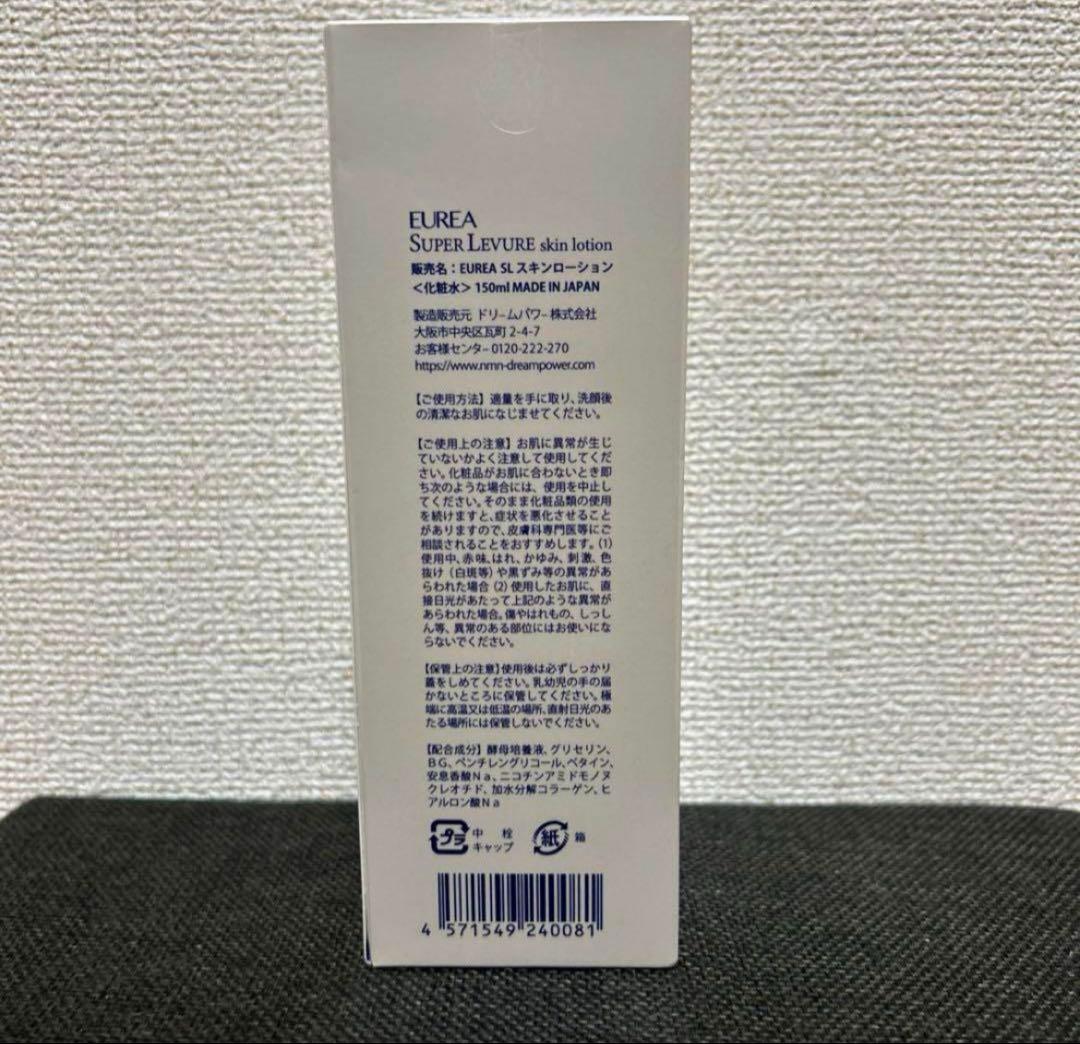 EUREA
SUPER LEVURE skin lotion
販売名：EUREA SL スキンローション
＜化粧水＞150ml MADE IN JAPAN
製造販売元 ドリームパワー株式会社
大阪市中央区瓦町 2-4-7
お客様センター 0120-222-270
https://www.nmn-dreampower.com
【ご使用方法】適量を手に取り、洗顔後
の清潔なお肌になじませてください。
【ご使用上の注意】お肌に異常が生じ
ていないかよく注意して使用してくだ
さい。化粧品がお肌に合わないとき即
ち次のような場合には、使用を中止し
てください。そのまま化粧品類の使用
を続けますと、症状を悪化させること
がありますので、皮膚科専門医等にご
相談されることをおすすめします。（1）
使用中、赤味、はれ、かゆみ、刺激、色
抜け（白斑等）や黒ずみ等の異常があ
らわれた場合（2）使用したお肌に、直
接日光があたって上記のような異常が
あらわれた場合。傷やはれもの、しっし
ん等、異常のある部位にはお使いにな
らないでください。
【保管上の注意】使用後は必ずしっかり
蓋をしめてください。乳幼児の手の届
かないところに保管してください。極
端に高温又は低温の場所、直射日光のあ
たる場所には保管しないでください。
【配合成分】酵母培養液、グリセリン、
BG、ペンチレングリコール、ベタイン、
安息香酸Na、ニコチンアミドモノヌ
クレオチド、加水分解コラーゲン、ヒ
アルロン酸Na
プラ 中 栓 紙 箱
キャップ
4 571549 240081